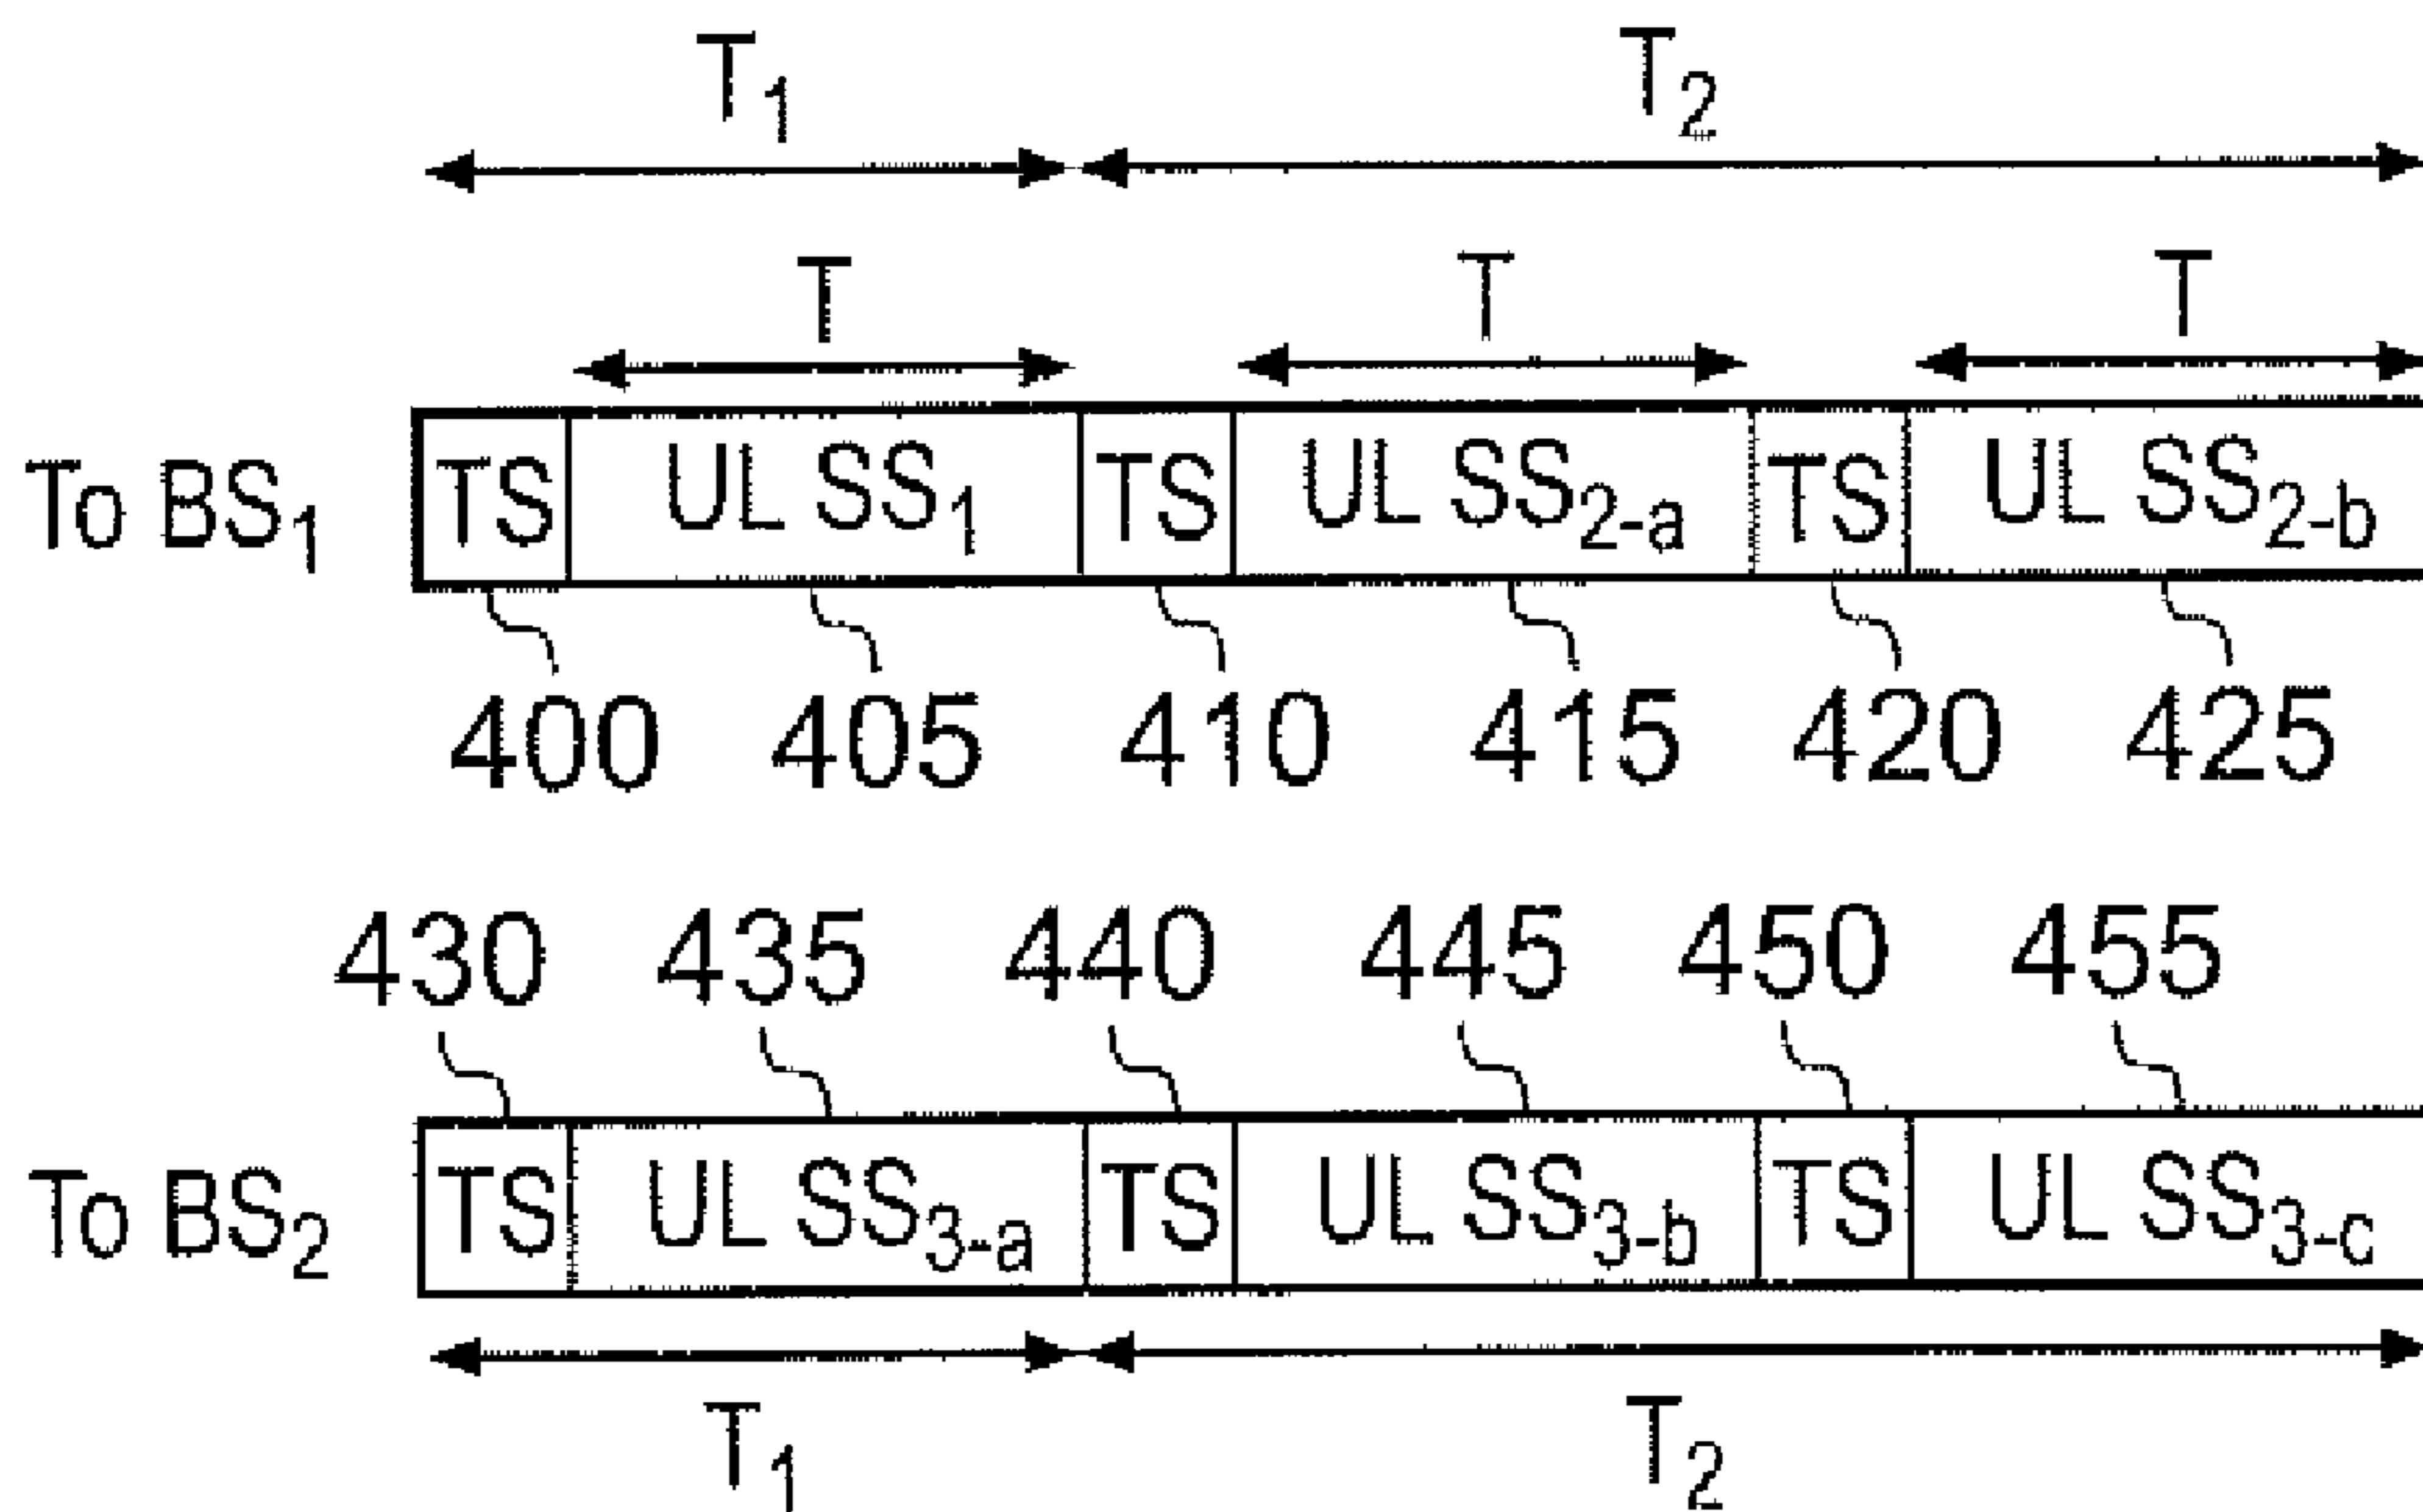 T1 T2
T T T
To BS1 TS UL SS1 TS UL SS2-a TS UL SS2-b
400 405 410 415 420 425
430 435 440 445 450 455
To BS2 TS UL SS3-a TS UL SS3-b TS UL SS3-c
T1 T2